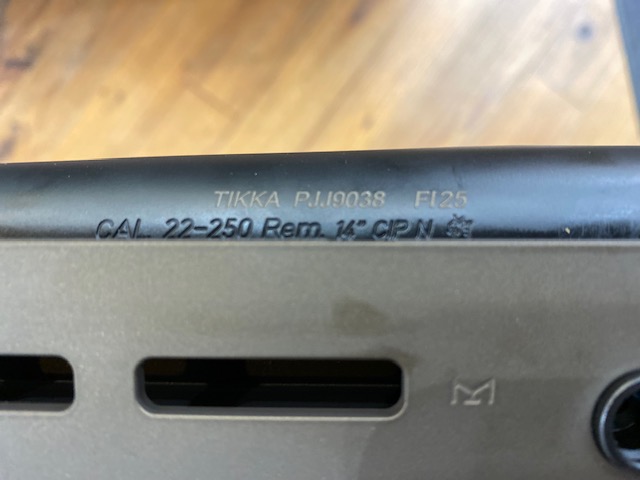 TIKKA PJJ9038 FI25
CAL. 22-250 Rem. 14" CIP N